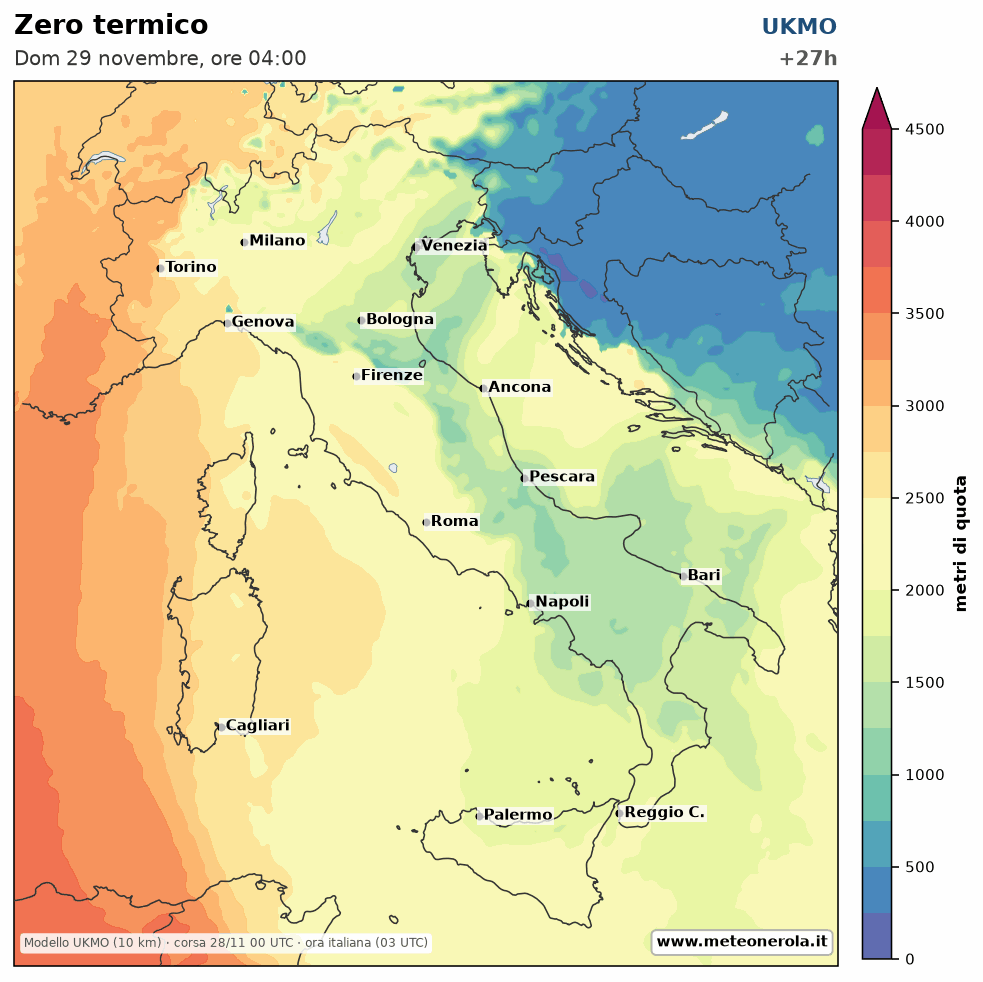 Zero termico
UKMO
Dom 29 novembre, ore 04:00
+27h
Milano
Venezia
Torino
Genova
Bologna
Firenze
Ancona
Pescara
Roma
Bari
Napoli
Cagliari
Palermo
Reggio C.
4500
4000
3500
3000
2500
2000
1500
1000
500
0
metri di quota
Modello UKMO (10 km) · corsa 28/11 00 UTC · ora italiana (03 UTC)
www.meteonerola.it